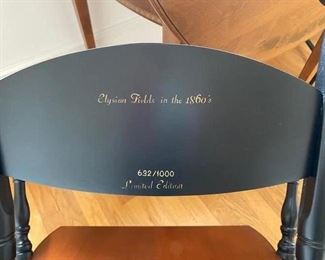 Elysian Fields in the 1860's
632/1000
Limited Edition